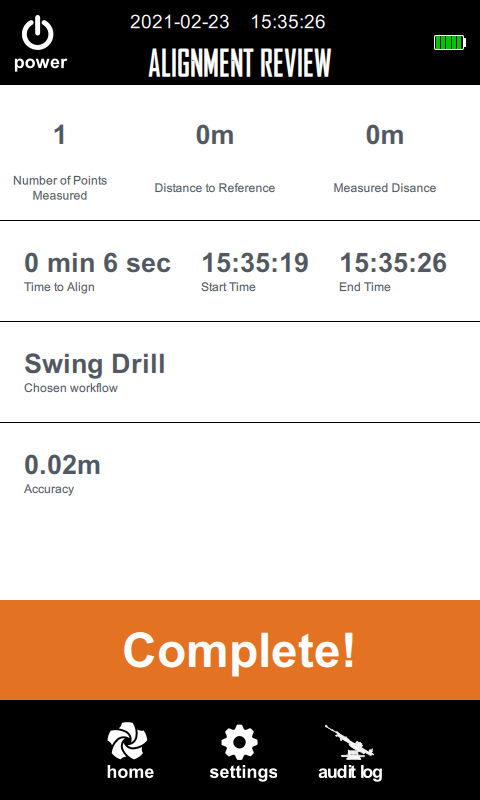 2021-02-23 15:35:26
power
ALIGNMENT REVIEW
1 0m 0m
Number of Points Measured Distance to Reference Measured Disance
0 min 6 sec 15:35:19 15:35:26
Time to Align Start Time End Time
Swing Drill
Chosen workflow
0.02m
Accuracy
Complete!
home settings audit log